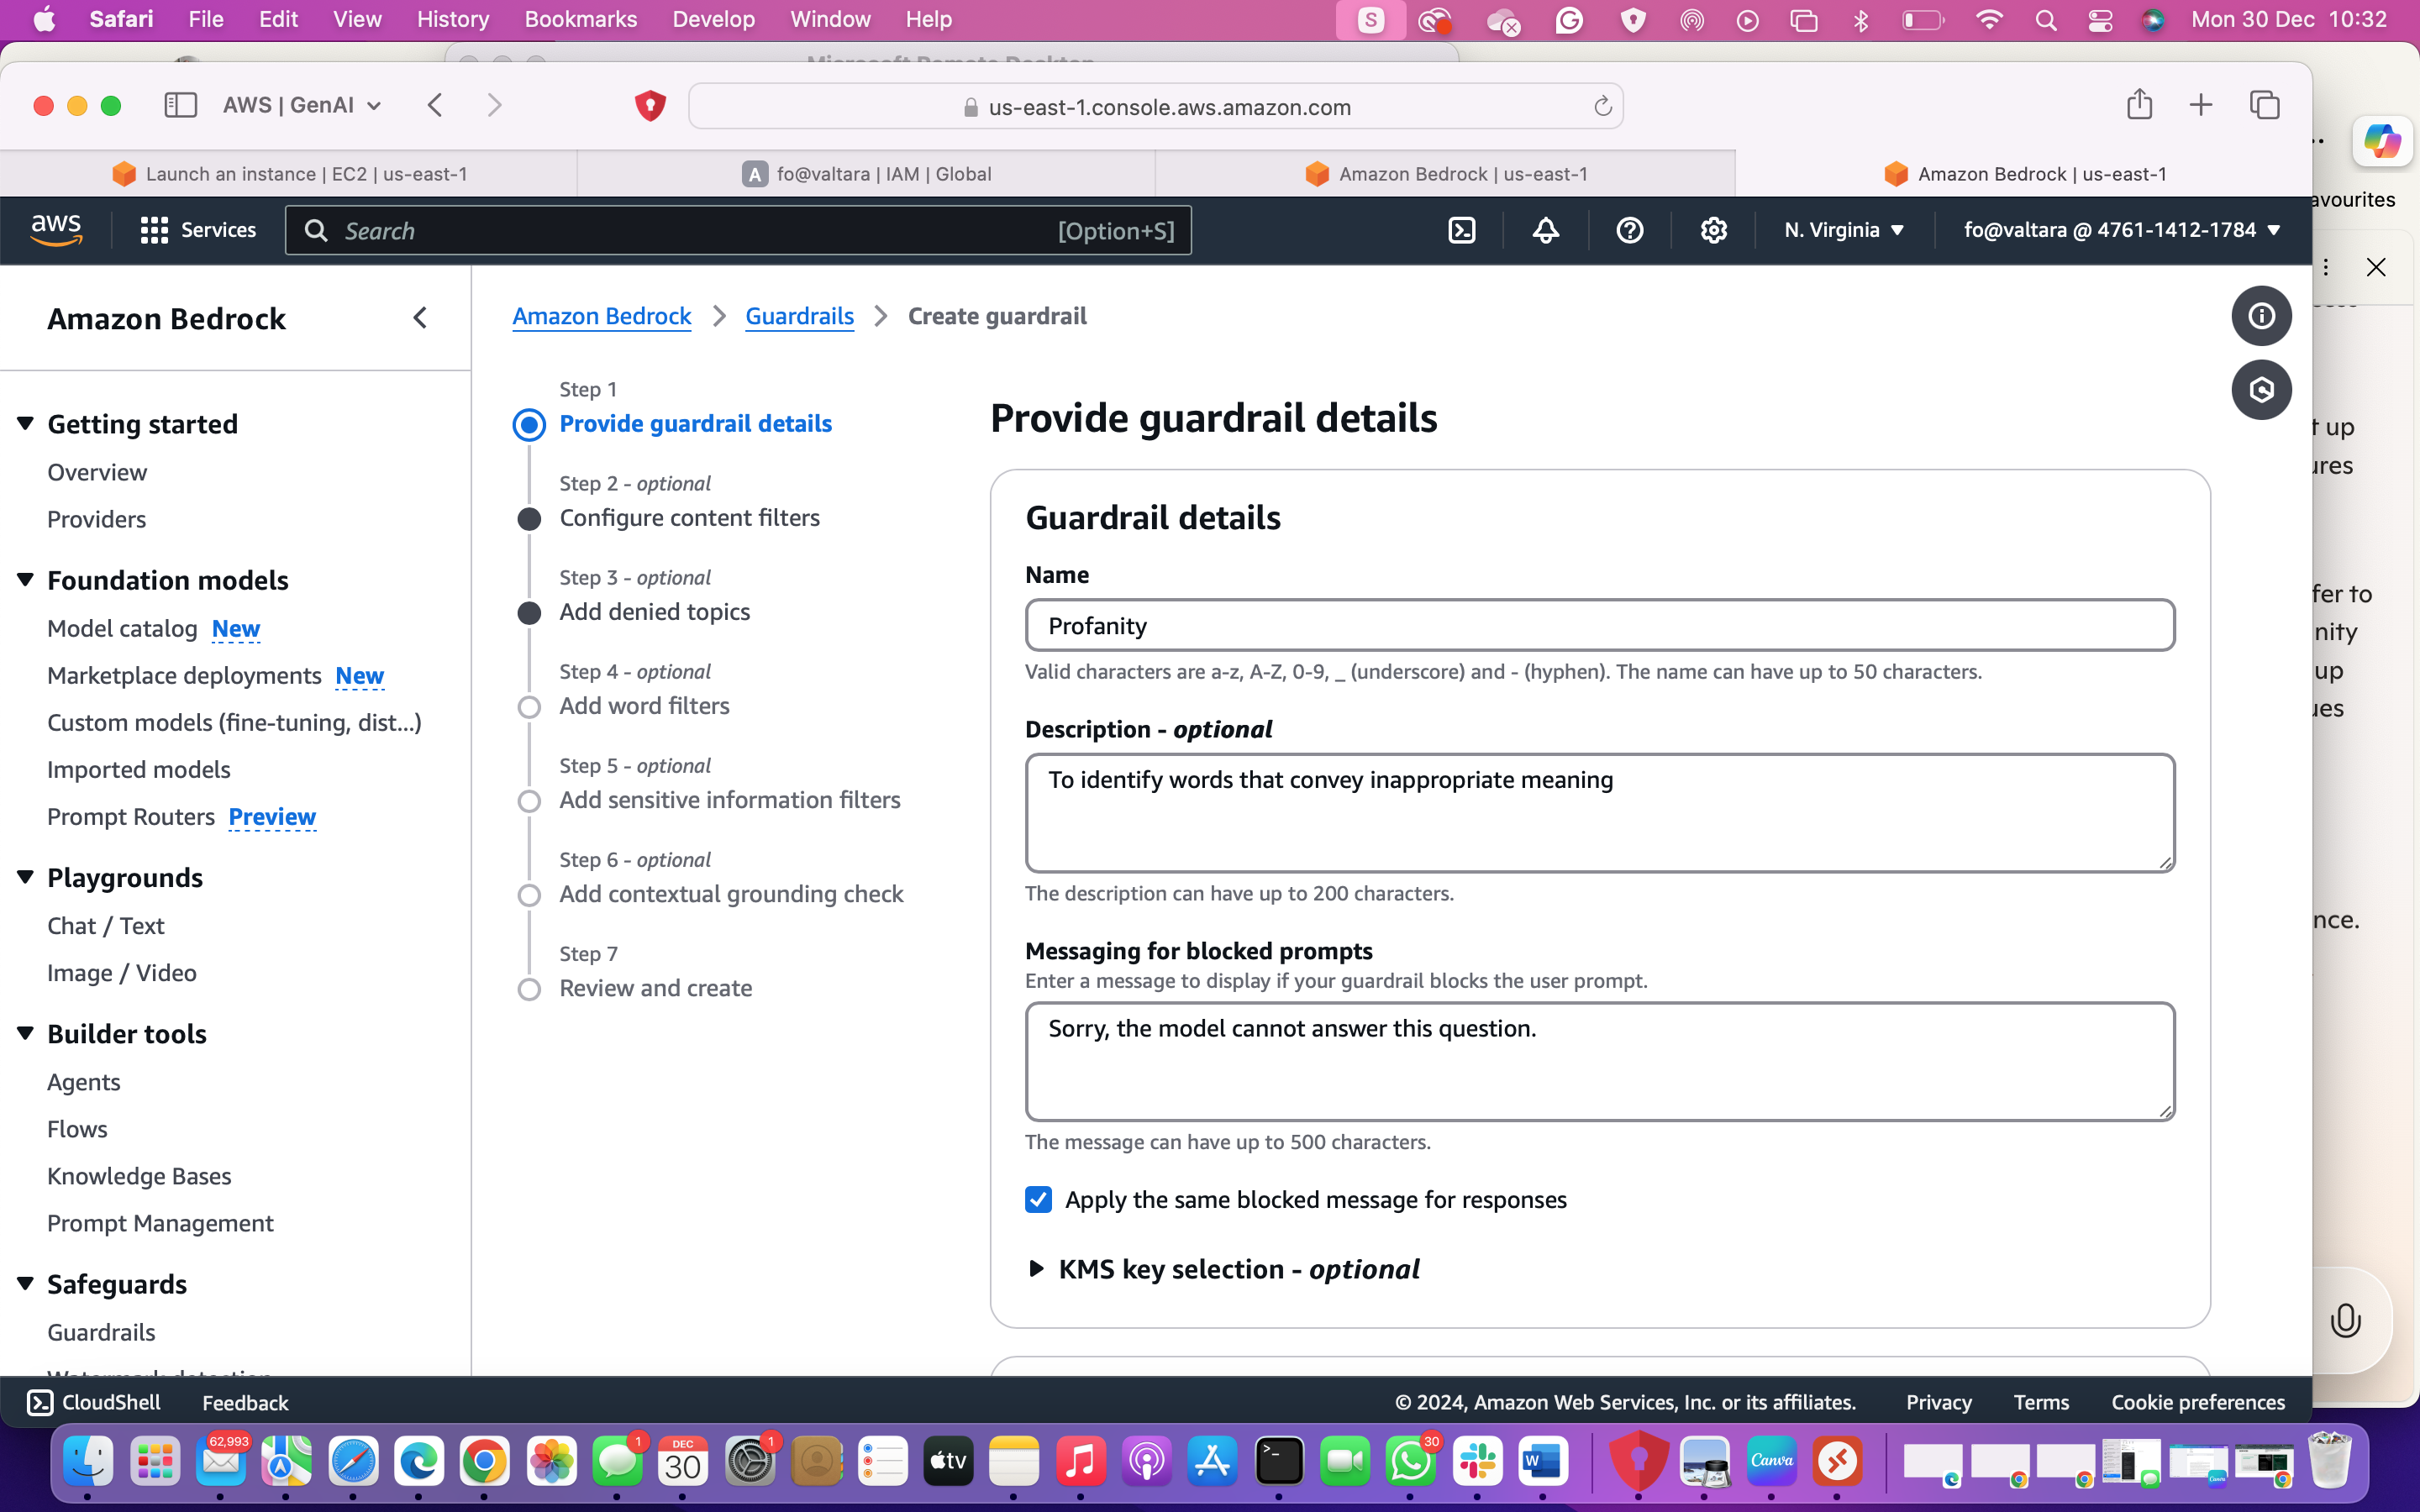 Safari File Edit View History Bookmarks Develop Window Help
S
Mon 30 Dec 10:32
AWS | GenAI
us-east-1.console.aws.amazon.com
Launch an instance | EC2 | us-east-1
A fo@valtara | IAM | Global
Amazon Bedrock | us-east-1
Amazon Bedrock | us-east-1
avourites
aws
Services
Search
[Option+S]
N. Virginia
fo@valtara @ 4761-1412-1784
Amazon Bedrock
Getting started
Overview
Providers
Foundation models
Model catalog New
Marketplace deployments New
Custom models (fine-tuning, dist...)
Imported models
Prompt Routers Preview
Playgrounds
Chat / Text
Image / Video
Builder tools
Agents
Flows
Knowledge Bases
Prompt Management
Safeguards
Guardrails
Amazon Bedrock > Guardrails > Create guardrail
Step 1
Provide guardrail details
Step 2 - optional
Configure content filters
Step 3 - optional
Add denied topics
Step 4 - optional
Add word filters
Step 5 - optional
Add sensitive information filters
Step 6 - optional
Add contextual grounding check
Step 7
Review and create
Provide guardrail details
Guardrail details
Name
Profanity
Valid characters are a-z, A-Z, 0-9, _ (underscore) and - (hyphen). The name can have up to 50 characters.
Description - optional
To identify words that convey inappropriate meaning
The description can have up to 200 characters.
Messaging for blocked prompts
Enter a message to display if your guardrail blocks the user prompt.
Sorry, the model cannot answer this question.
The message can have up to 500 characters.
Apply the same blocked message for responses
KMS key selection - optional
up
fer to
nity
up
nce.
CloudShell
Feedback
© 2024, Amazon Web Services, Inc. or its affiliates.
Privacy
Terms
Cookie preferences
62,993
1
DEC
30
1
tv
30
W
Canva